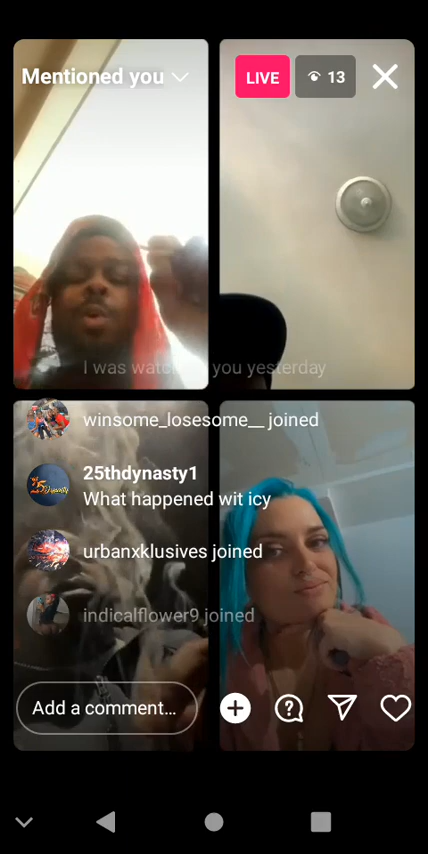 Mentioned you
LIVE
13
I was watching you yesterday
winsome_losesome__ joined
25thdynasty1
What happened wit icy
urbanxklusives joined
indicalflower9 joined
Add a comment...